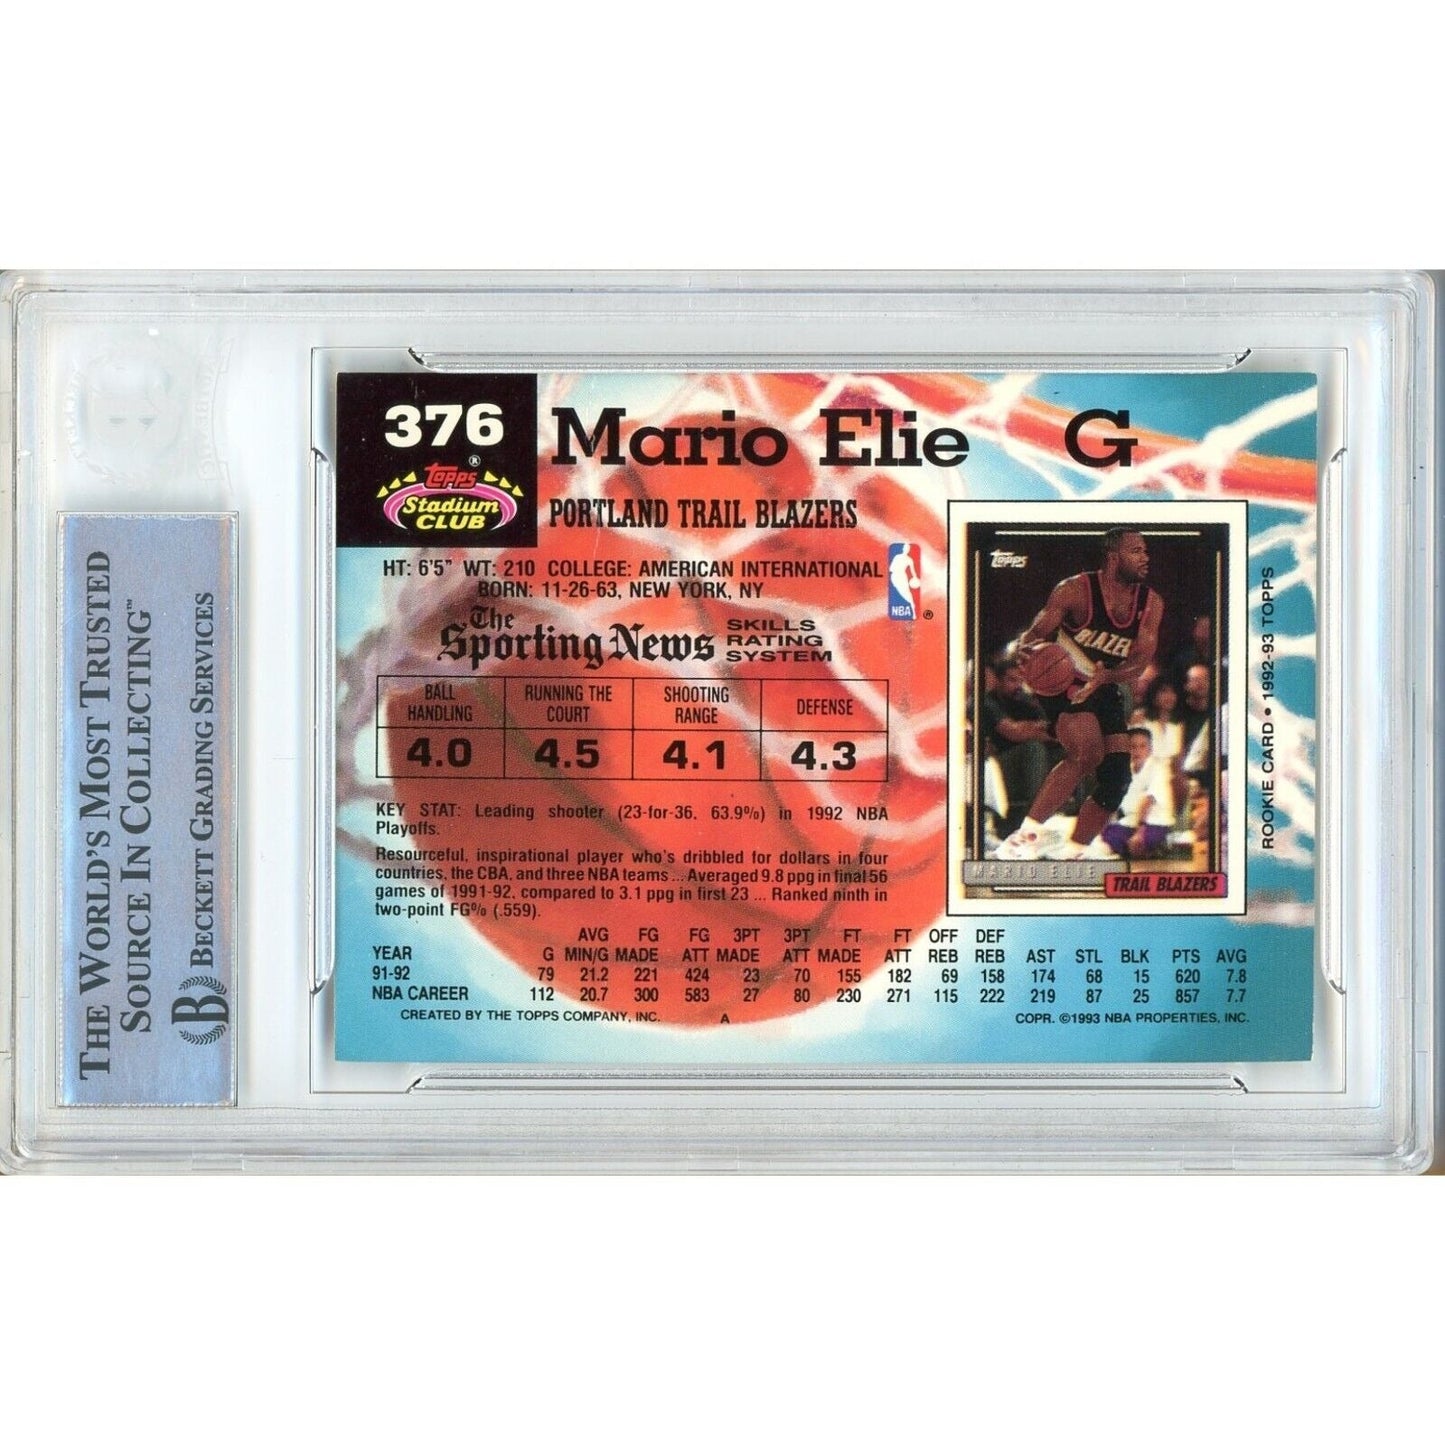 THE WORLD'S MOST TRUSTED
SOURCE IN COLLECTING™
BECKETT GRADING SERVICES
B
376
Topps®
Stadium
CLUB
Mario Elie G
PORTLAND TRAIL BLAZERS
HT: 6'5" WT: 210 COLLEGE: AMERICAN INTERNATIONAL
BORN: 11-26-63, NEW YORK, NY
NBA ®
The Sporting News SKILLS RATING SYSTEM
BALL HANDLING RUNNING THE COURT SHOOTING RANGE DEFENSE
4.0 4.5 4.1 4.3
KEY STAT: Leading shooter (23-for-36, 63.9%) in 1992 NBA
Playoffs.
Resourceful, inspirational player who's dribbled for dollars in four
countries, the CBA, and three NBA teams ... Averaged 9.8 ppg in final 56
games of 1991-92, compared to 3.1 ppg in first 23 ... Ranked ninth in
two-point FG% (.559).
Topps
BLAZER
MARIO ELIE
TRAIL BLAZERS
ROOKIE CARD • 1992-93 TOPPS
AVG FG FG 3PT 3PT FT FT OFF DEF
YEAR G MIN/G MADE ATT MADE ATT MADE ATT REB REB AST STL BLK PTS AVG
91-92 79 21.2 221 424 23 70 155 182 69 158 174 68 15 620 7.8
NBA CAREER 112 20.7 300 583 27 80 230 271 115 222 219 87 25 857 7.7
CREATED BY THE TOPPS COMPANY, INC. A COPR. ©1993 NBA PROPERTIES, INC.